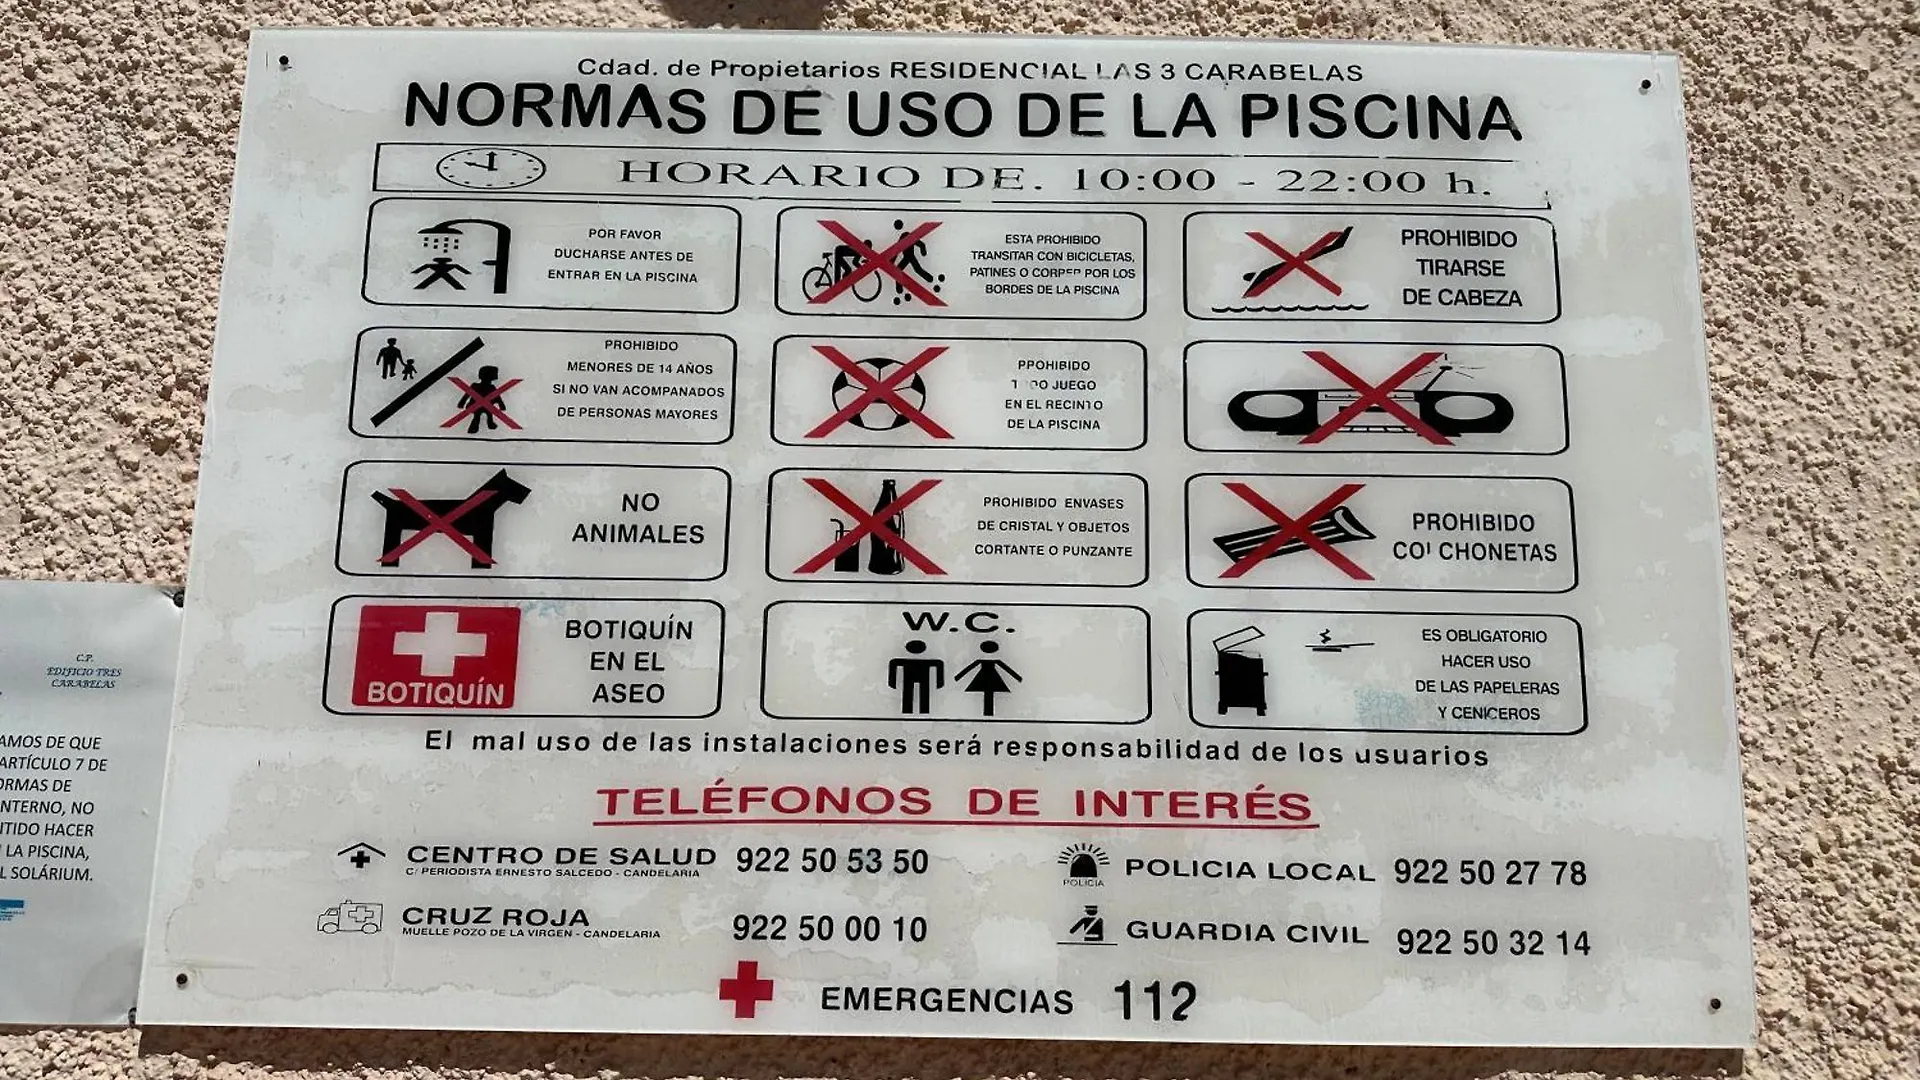 Cdad. de Propietarios RESIDENCIAL LAS 3 CARABELAS
NORMAS DE USO DE LA PISCINA
HORARIO DE. 10:00 - 22:00 h.
POR FAVOR
DUCHARSE ANTES DE
ENTRAR EN LA PISCINA
ESTA PROHIBIDO
TRANSITAR CON BICICLETAS,
PATINES O CORRER POR LOS
BORDES DE LA PISCINA
PROHIBIDO
TIRARSE
DE CABEZA
PROHIBIDO
MENORES DE 14 AÑOS
SI NO VAN ACOMPANADOS
DE PERSONAS MAYORES
PROHIBIDO
TODO JUEGO
EN EL RECINTO
DE LA PISCINA
NO
ANIMALES
PROHIBIDO ENVASES
DE CRISTAL Y OBJETOS
CORTANTE O PUNZANTE
PROHIBIDO
COLCHONETAS
BOTIQUÍN
BOTIQUÍN
EN EL
ASEO
W.C.
ES OBLIGATORIO
HACER USO
DE LAS PAPELERAS
Y CENICEROS
El mal uso de las instalaciones será responsabilidad de los usuarios
TELÉFONOS DE INTERÉS
CENTRO DE SALUD 922 50 53 50
C/ PERIODISTA ERNESTO SALCEDO - CANDELARIA
POLICIA
POLICIA LOCAL 922 50 27 78
CRUZ ROJA 922 50 00 10
MUELLE POZO DE LA VIRGEN - CANDELARIA
GUARDIA CIVIL 922 50 32 14
EMERGENCIAS 112
C.P.
EDIFICIO TRES
CARABELAS
AMOS DE QUE
ARTÍCULO 7 DE
ORMAS DE
NTERNO, NO
ITIDO HACER
LA PISCINA,
L SOLÁRIUM.